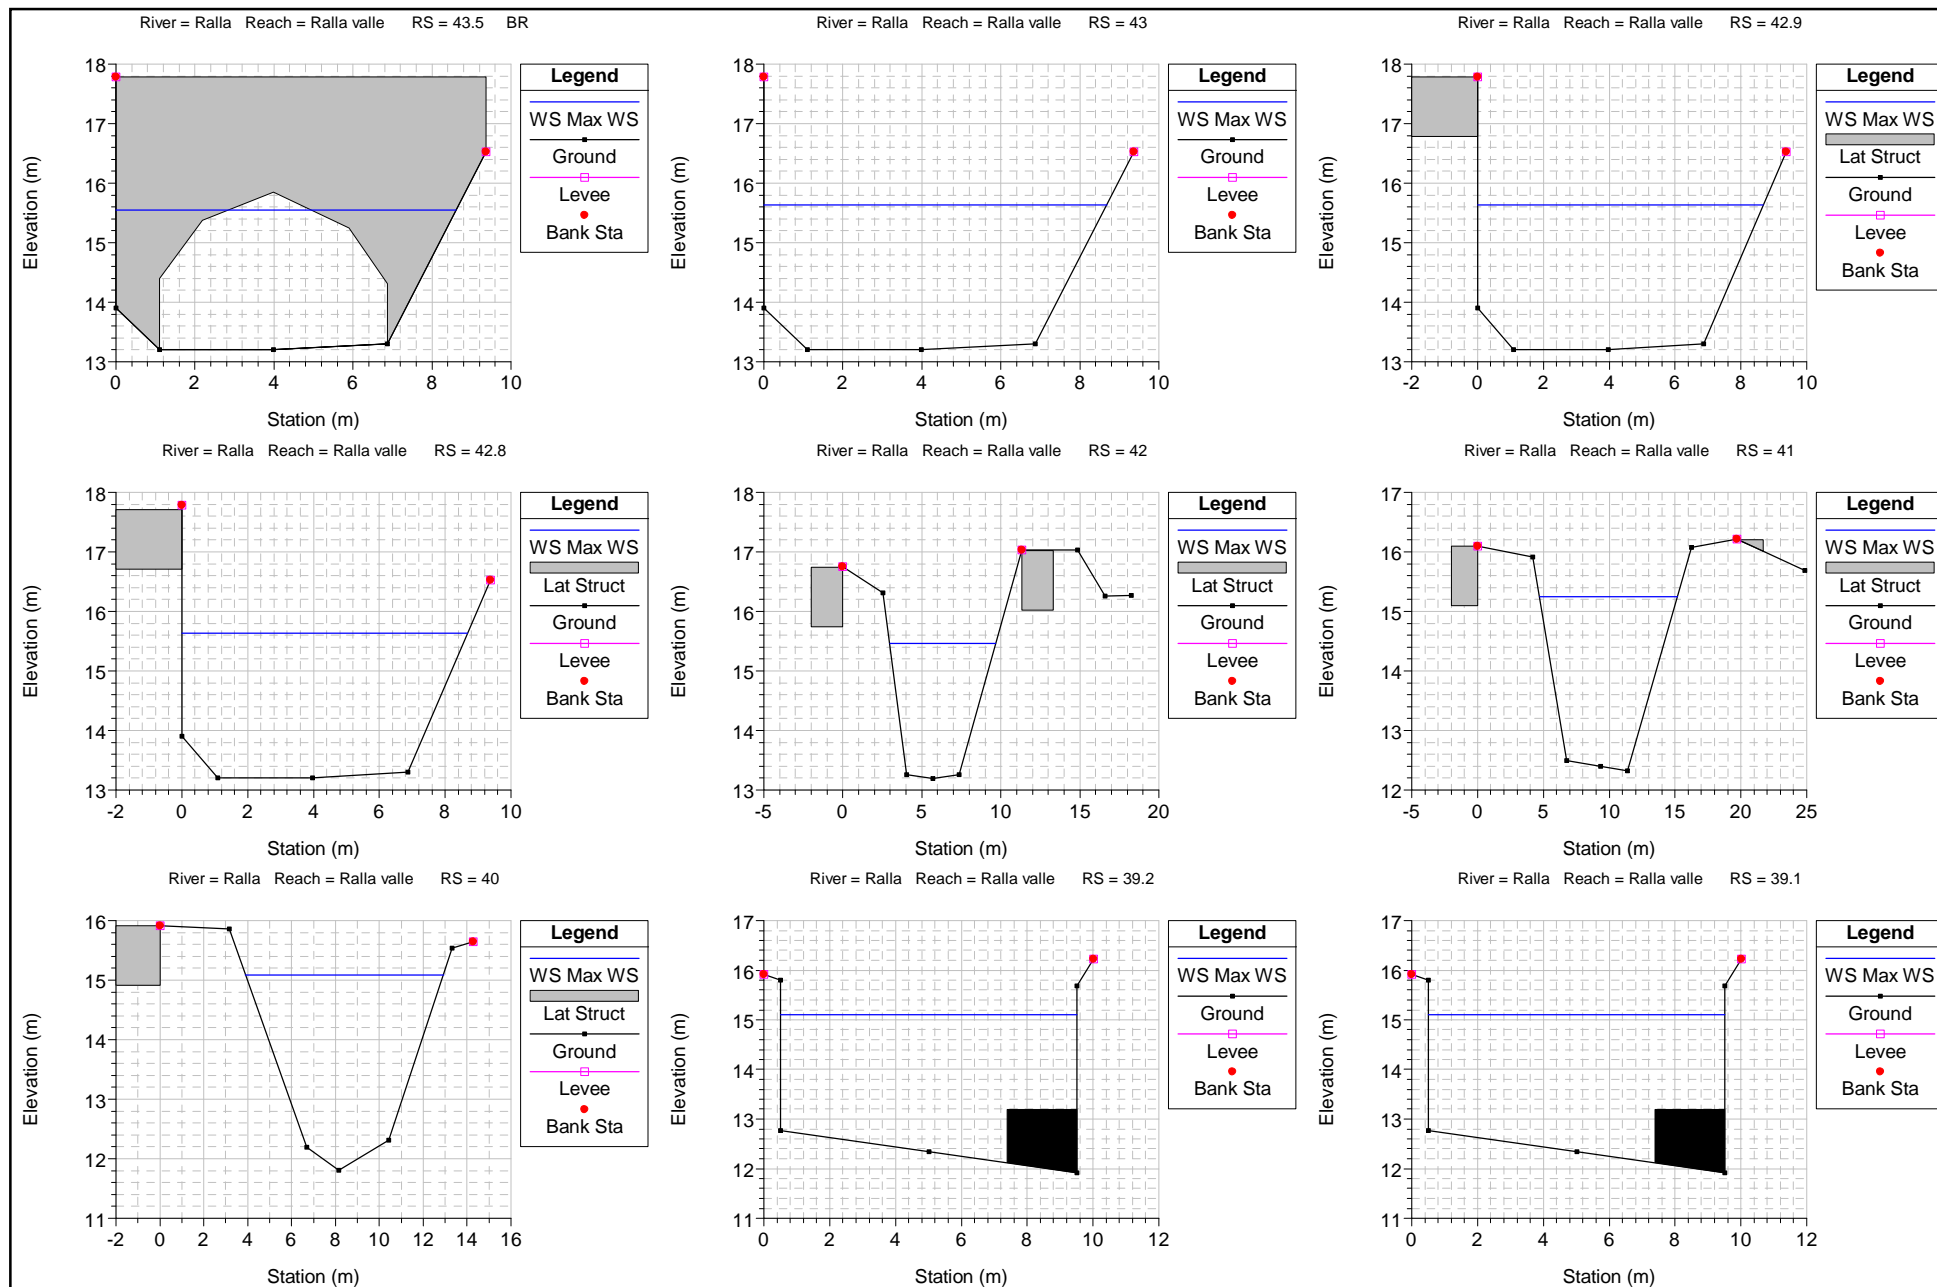 River = Ralla   Reach = Ralla valle      RS = 43.5      BR
18
17
16
15
14
13
0 2 4 6 8 10
Elevation (m)
Station (m)
Legend
WS Max WS
Ground
Levee
Bank Sta
River = Ralla   Reach = Ralla valle      RS = 43
18
17
16
15
14
13
0 2 4 6 8 10
Elevation (m)
Station (m)
Legend
WS Max WS
Ground
Levee
Bank Sta
River = Ralla   Reach = Ralla valle      RS = 42.9
18
17
16
15
14
13
-2 0 2 4 6 8 10
Elevation (m)
Station (m)
Legend
WS Max WS
Lat Struct
Ground
Levee
Bank Sta
River = Ralla   Reach = Ralla valle      RS = 42.8
18
17
16
15
14
13
-2 0 2 4 6 8 10
Elevation (m)
Station (m)
Legend
WS Max WS
Lat Struct
Ground
Levee
Bank Sta
River = Ralla   Reach = Ralla valle      RS = 42
18
17
16
15
14
13
-5 0 5 10 15 20
Elevation (m)
Station (m)
Legend
WS Max WS
Lat Struct
Ground
Levee
Bank Sta
River = Ralla   Reach = Ralla valle      RS = 41
17
16
15
14
13
12
-5 0 5 10 15 20 25
Elevation (m)
Station (m)
Legend
WS Max WS
Lat Struct
Ground
Levee
Bank Sta
River = Ralla   Reach = Ralla valle      RS = 40
16
15
14
13
12
11
-2 0 2 4 6 8 10 12 14 16
Elevation (m)
Station (m)
Legend
WS Max WS
Lat Struct
Ground
Levee
Bank Sta
River = Ralla   Reach = Ralla valle      RS = 39.2
17
16
15
14
13
12
11
0 2 4 6 8 10 12
Elevation (m)
Station (m)
Legend
WS Max WS
Ground
Levee
Bank Sta
River = Ralla   Reach = Ralla valle      RS = 39.1
17
16
15
14
13
12
11
0 2 4 6 8 10 12
Elevation (m)
Station (m)
Legend
WS Max WS
Ground
Levee
Bank Sta